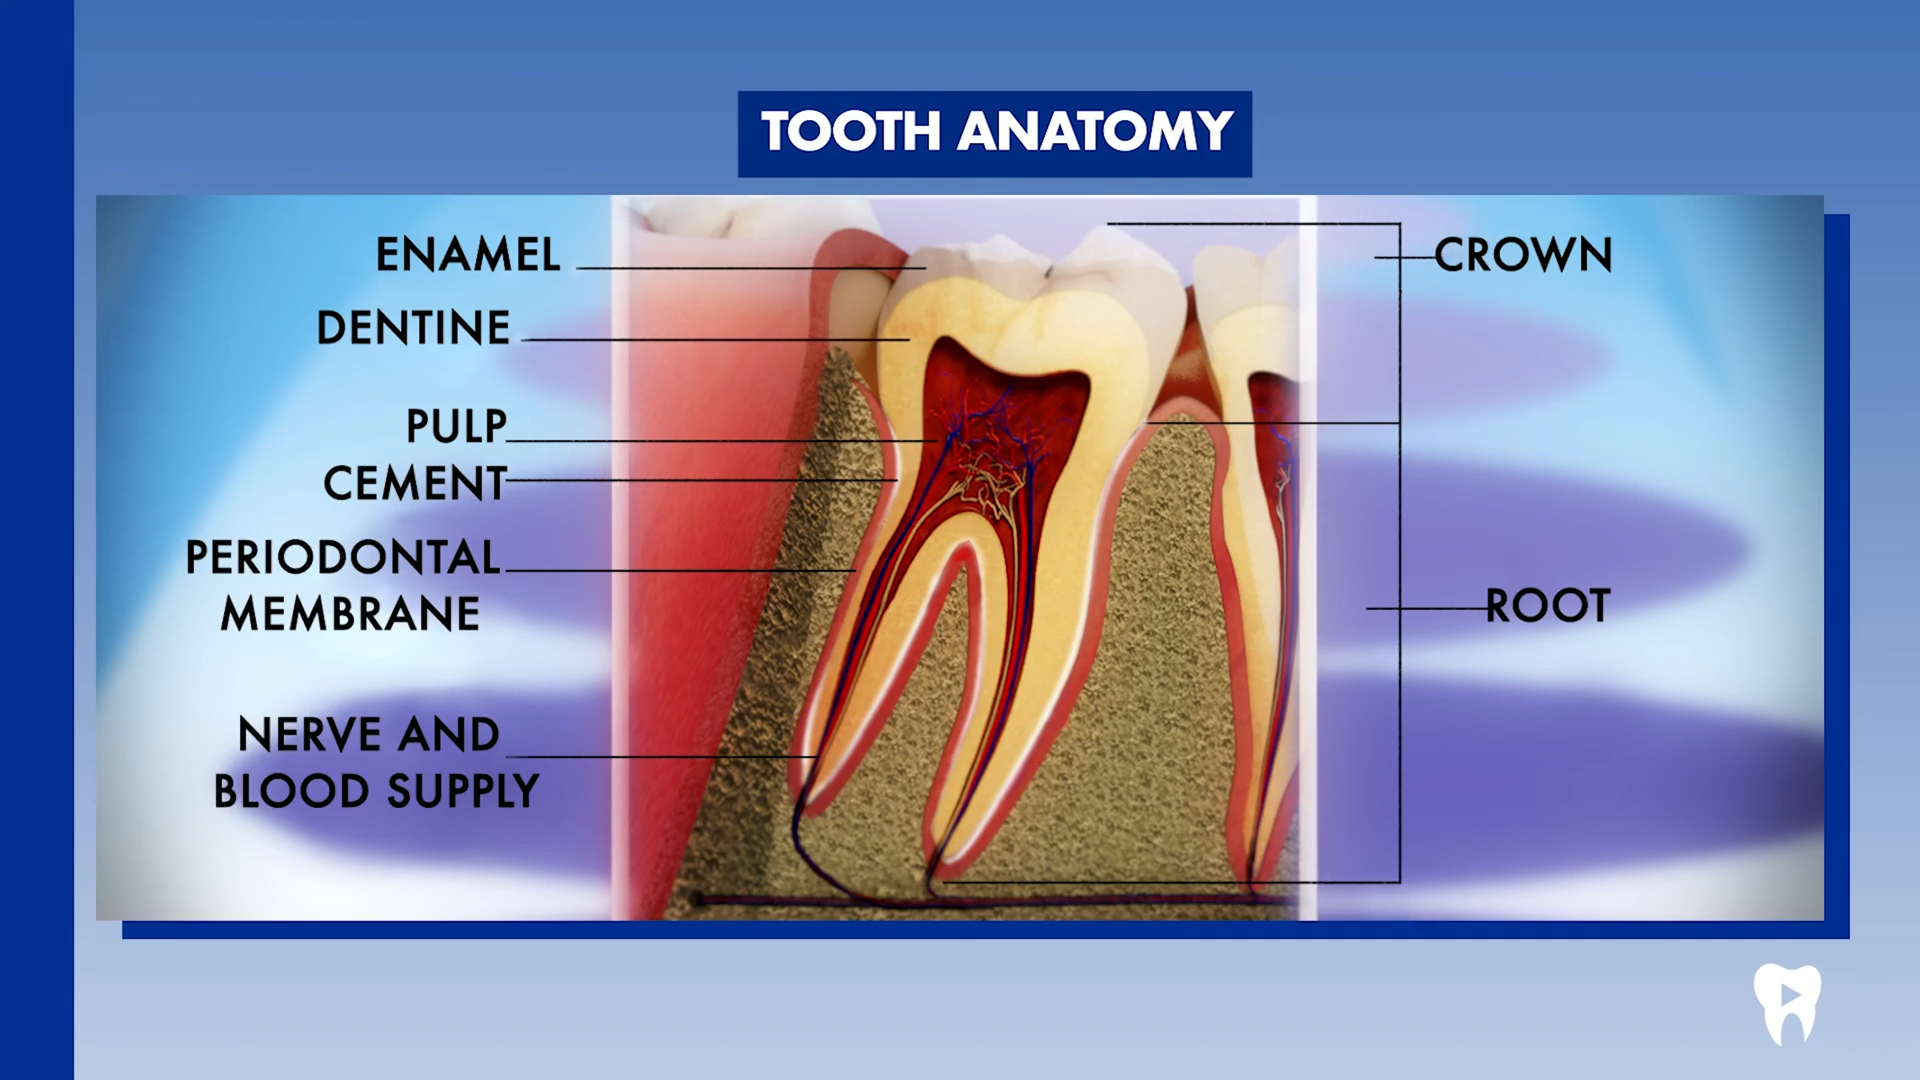 TOOTH ANATOMY
ENAMEL
DENTINE
PULP
CEMENT
PERIODONTAL
MEMBRANE
NERVE AND
BLOOD SUPPLY
CROWN
ROOT